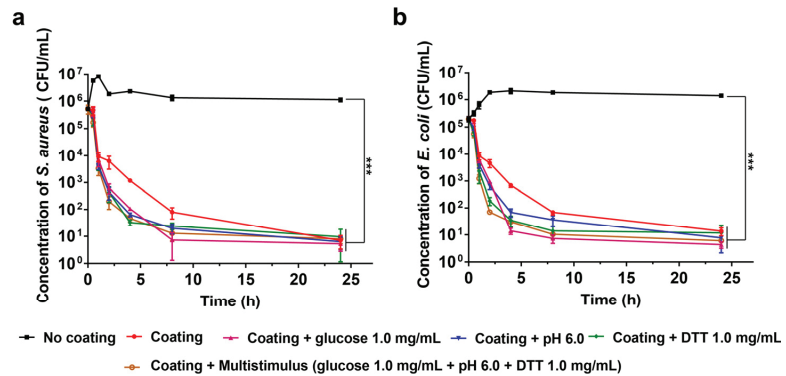 a
b
Concentration of S. aureus ( CFU/mL)
10⁷
10⁶
10⁵
10⁴
10³
10²
10¹
10⁰
0 5 10 15 20 25
Time (h)
***
Concentration of E. coli (CFU/mL)
10⁷
10⁶
10⁵
10⁴
10³
10²
10¹
10⁰
0 5 10 15 20 25
Time (h)
***
No coating Coating Coating + glucose 1.0 mg/mL Coating + pH 6.0 Coating + DTT 1.0 mg/mL
Coating + Multistimulus (glucose 1.0 mg/mL + pH 6.0 + DTT 1.0 mg/mL)